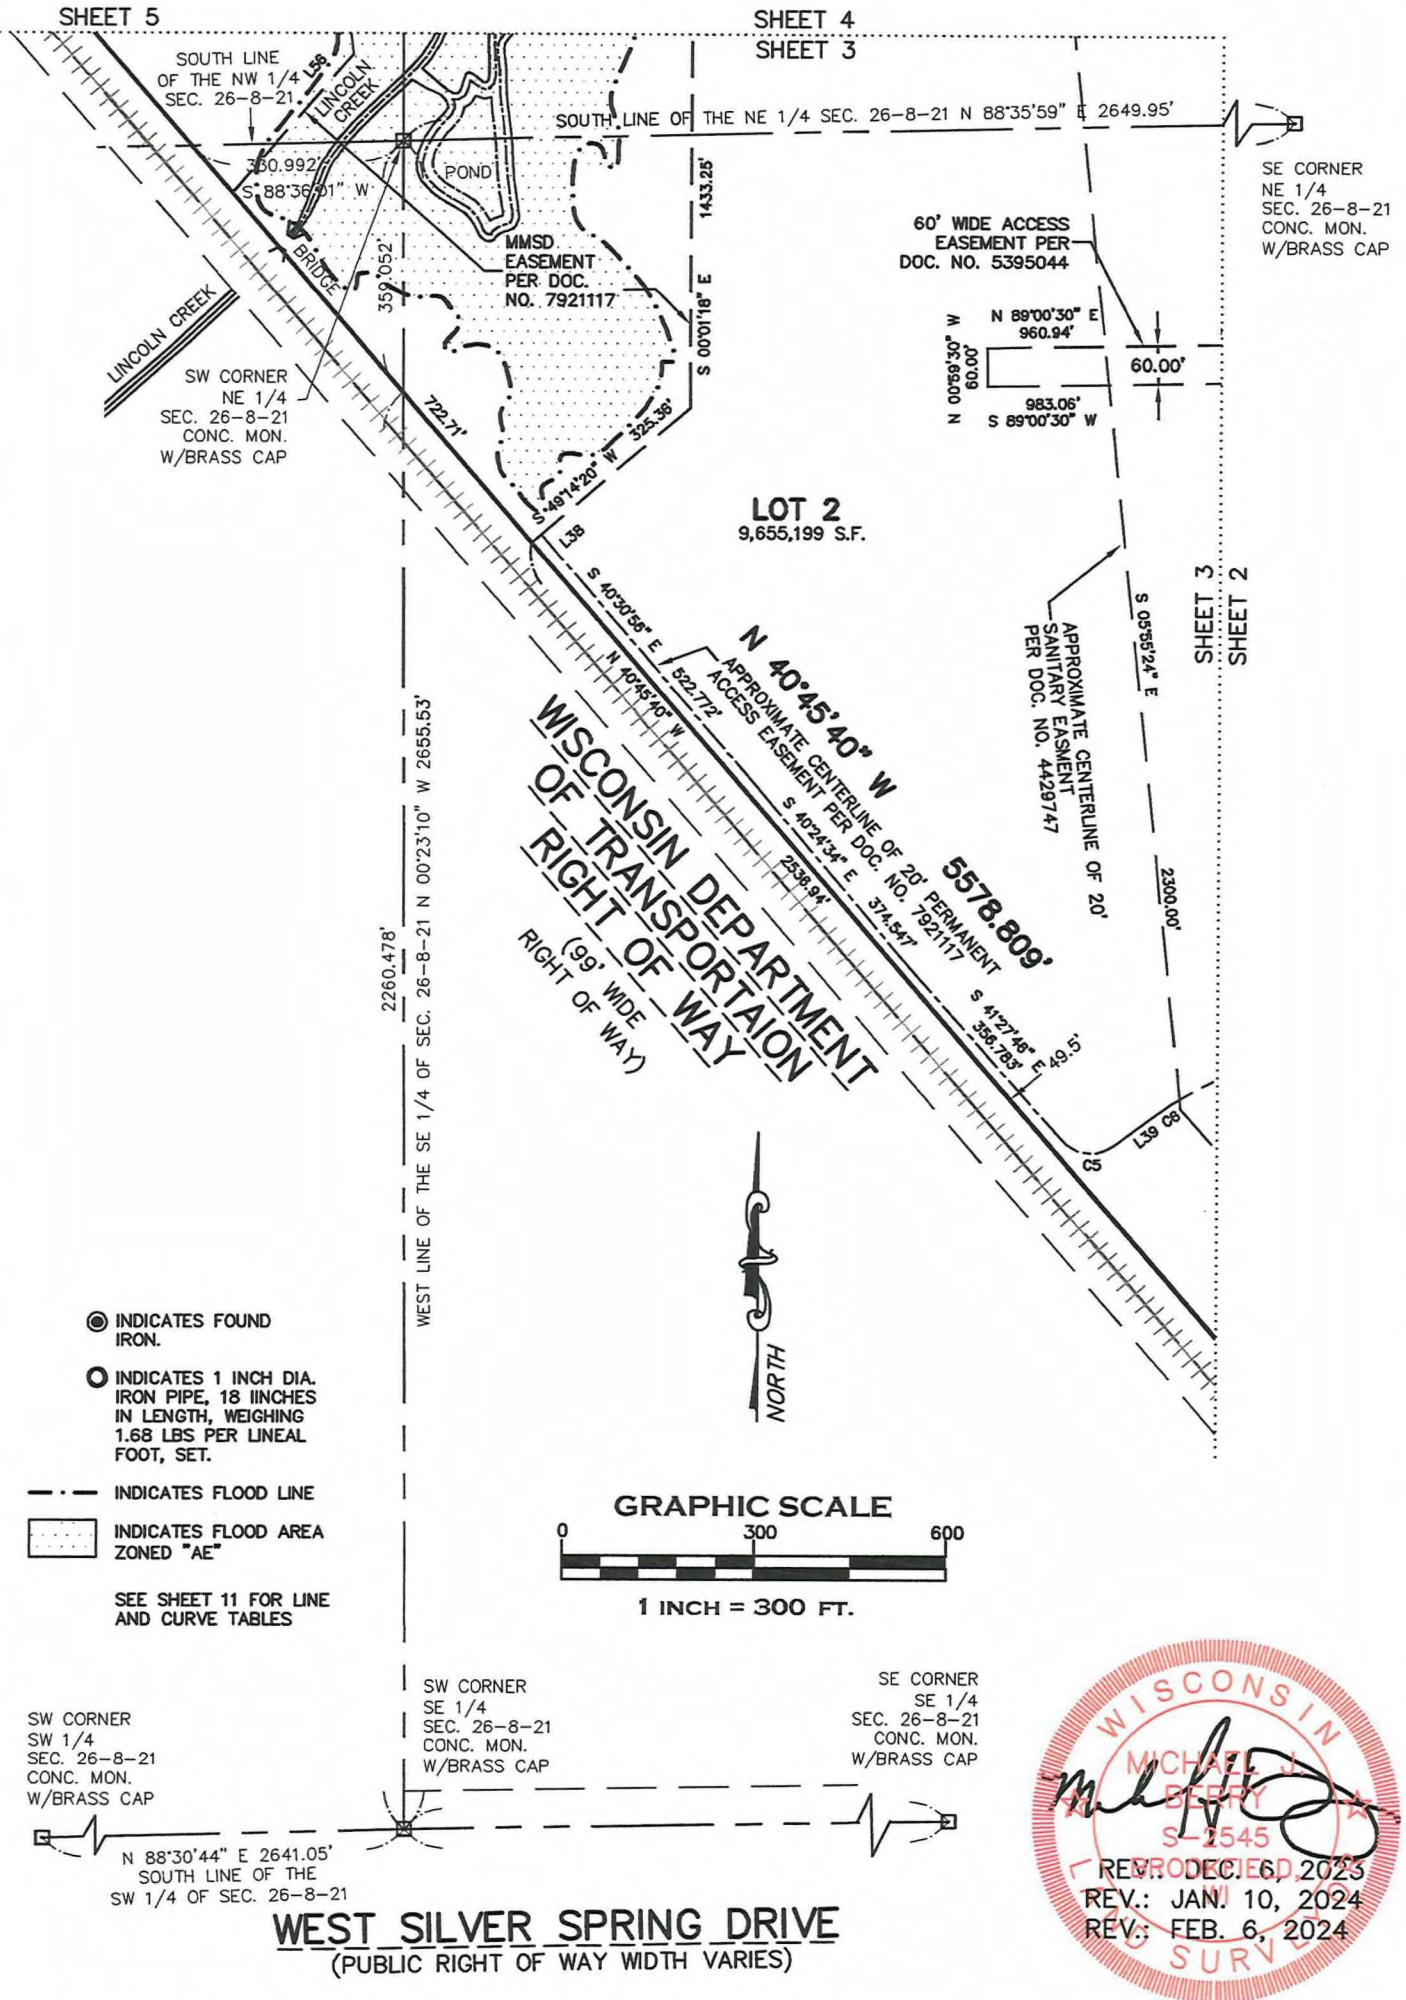 SHEET 5
SHEET 4
SHEET 3
SOUTH LINE
OF THE NW 1/4
SEC. 26-8-21
L56
LINCOLN
CREEK
SOUTH LINE OF THE NE 1/4 SEC. 26-8-21 N 88°35'59" E 2649.95'
SE CORNER
NE 1/4
SEC. 26-8-21
CONC. MON.
W/BRASS CAP
330.992'
S 88°36'01" W
POND
1433.25'
S 00°01'18" E
60' WIDE ACCESS
EASEMENT PER
DOC. NO. 5395044
MMSD
EASEMENT
PER DOC.
NO. 7921117
BRIDGE
359.052'
LINCOLN CREEK
N 89°00'30" E
960.94'
N 00°59'30" W
60.00'
60.00'
983.06'
S 89°00'30" W
SW CORNER
NE 1/4
SEC. 26-8-21
CONC. MON.
W/BRASS CAP
722.71'
325.36'
S 49°14'20" W
L38
LOT 2
9,655,199 S.F.
SHEET 3
SHEET 2
S 40°30'56" E
522.772'
N 40°45'40" W
2536.94'
N 40°45'40" W
5578.809'
APPROXIMATE CENTERLINE OF 20' PERMANENT
ACCESS EASEMENT PER DOC. NO. 7921117
S 05°55'24" E
2300.00'
APPROXIMATE CENTERLINE OF 20'
SANITARY EASMENT
PER DOC. NO. 4429747
WISCONSIN DEPARTMENT
OF TRANSPORTAION
RIGHT OF WAY
(99' WIDE
RIGHT OF WAY)
S 40°24'34" E
374.547'
S 41°27'46" E
356.783'
49.5'
C5
L39
C6
2260.478'
WEST LINE OF THE SE 1/4 OF SEC. 26-8-21 N 00°23'10" W 2655.53'
NORTH
INDICATES FOUND
IRON.
INDICATES 1 INCH DIA.
IRON PIPE, 18 IINCHES
IN LENGTH, WEIGHING
1.68 LBS PER LINEAL
FOOT, SET.
INDICATES FLOOD LINE
INDICATES FLOOD AREA
ZONED "AE"
SEE SHEET 11 FOR LINE
AND CURVE TABLES
GRAPHIC SCALE
0 300 600
1 INCH = 300 FT.
SW CORNER
SW 1/4
SEC. 26-8-21
CONC. MON.
W/BRASS CAP
SW CORNER
SE 1/4
SEC. 26-8-21
CONC. MON.
W/BRASS CAP
SE CORNER
SE 1/4
SEC. 26-8-21
CONC. MON.
W/BRASS CAP
N 88°30'44" E 2641.05'
SOUTH LINE OF THE
SW 1/4 OF SEC. 26-8-21
WEST SILVER SPRING DRIVE
(PUBLIC RIGHT OF WAY WIDTH VARIES)
WISCONSIN
MICHAEL J.
BERRY
S-2545
BROOKFIELD,
WI
LAND SURVEYOR
REV.: DEC. 6, 2023
REV.: JAN. 10, 2024
REV.: FEB. 6, 2024